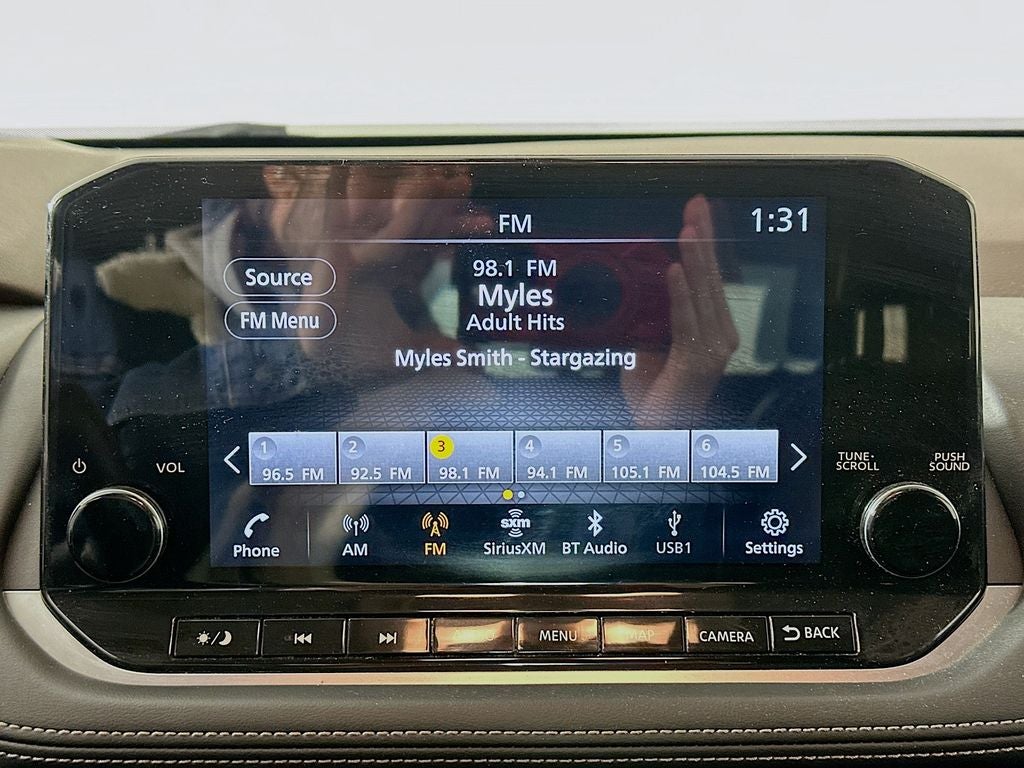 FM
1:31
Source
98.1 FM
Myles
FM Menu
Adult Hits
Myles Smith - Stargazing
1 2 3 4 5 6
96.5 FM 92.5 FM 98.1 FM 94.1 FM 105.1 FM 104.5 FM
VOL
TUNE·SCROLL
PUSH SOUND
sxm
Phone AM FM SiriusXM BT Audio USB1 Settings
AUDIO MENU MAP CAMERA BACK